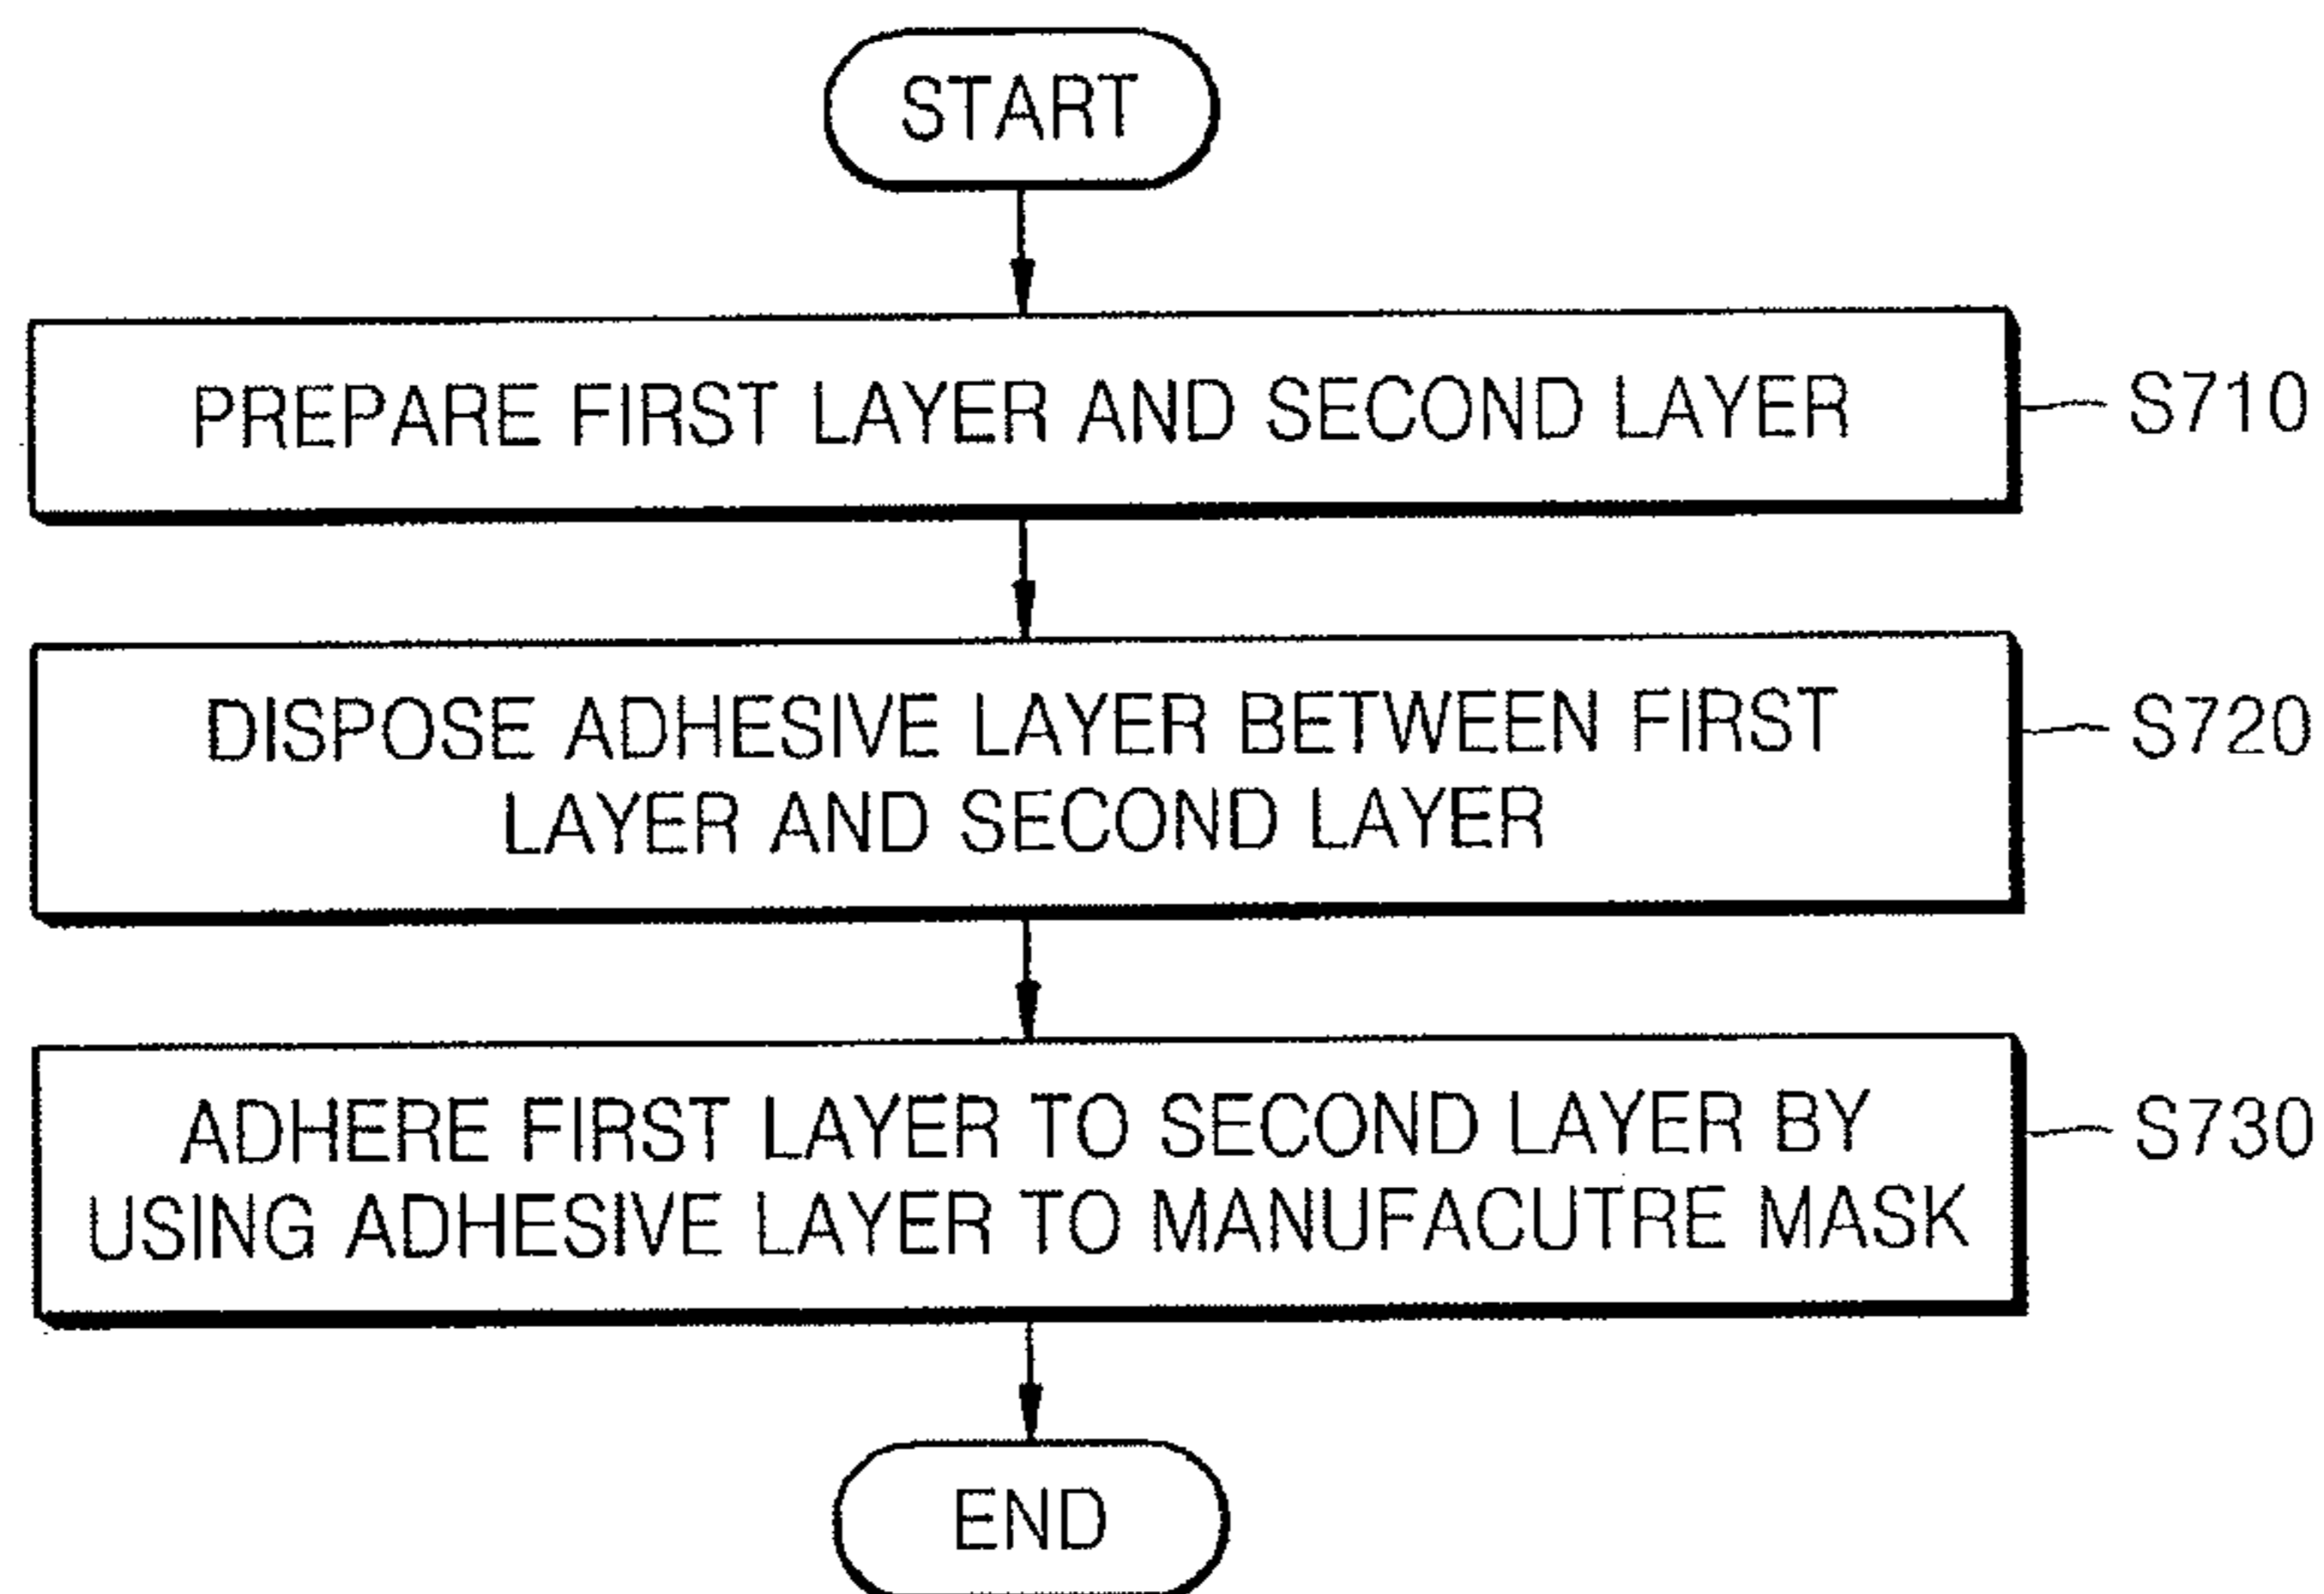 START
PREPARE FIRST LAYER AND SECOND LAYER
S710
DISPOSE ADHESIVE LAYER BETWEEN FIRST
LAYER AND SECOND LAYER
S720
ADHERE FIRST LAYER TO SECOND LAYER BY
USING ADHESIVE LAYER TO MANUFACUTRE MASK
S730
END